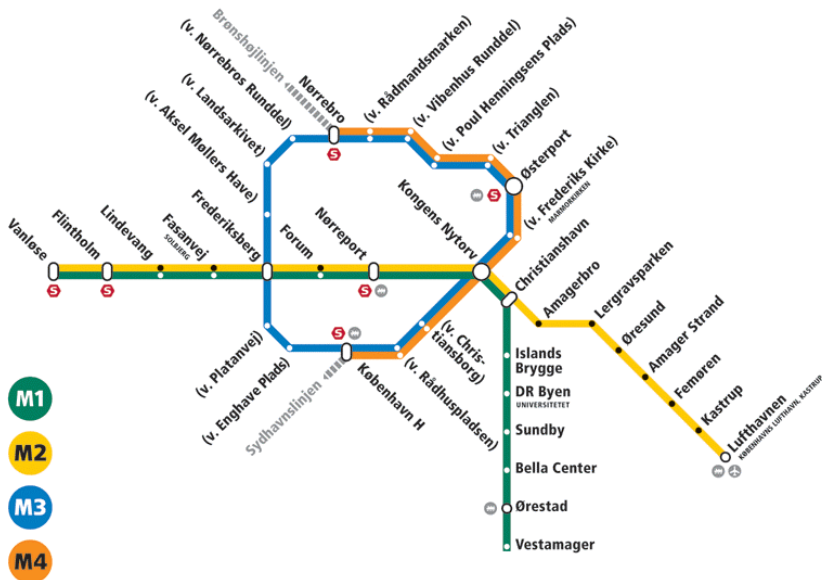 Brønshøjlinjen
(v. Nørrebros Runddel)
(v. Landsarkivet)
(v. Aksel Møllers Have)
Nørrebro
(v. Rådmandsmarken)
(v. Vibenhus Runddel)
(v. Poul Henningsens Plads)
(v. Trianglen)
S
Østerport
S
(v. Frederiks Kirke)
MARMORKIRKEN
Vanløse
S
Flintholm
S
Lindevang
Fasanvej
SOLBJERG
Frederiksberg
Forum
Nørreport
S
Kongens Nytorv
Christianshavn
Amagerbro
Lergravsparken
Øresund
Amager Strand
Femøren
Kastrup
Lufthavnen
KØBENHAVNS LUFTHAVN, KASTRUP
(v. Platanvej)
(v. Enghave Plads)
Sydhavnslinjen
S
København H
(v. Rådhuspladsen)
(v. Chris-
tiansborg)
Islands
Brygge
DR Byen
UNIVERSITETET
Sundby
Bella Center
Ørestad
Vestamager
M1
M2
M3
M4